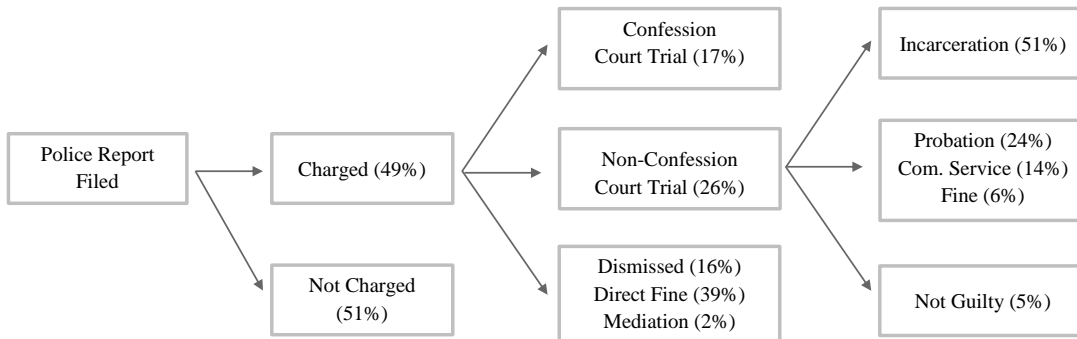 Police Report
Filed
Charged (49%)
Not Charged
(51%)
Confession
Court Trial (17%)
Non-Confession
Court Trial (26%)
Dismissed (16%)
Direct Fine (39%)
Mediation (2%)
Incarceration (51%)
Probation (24%)
Com. Service (14%)
Fine (6%)
Not Guilty (5%)